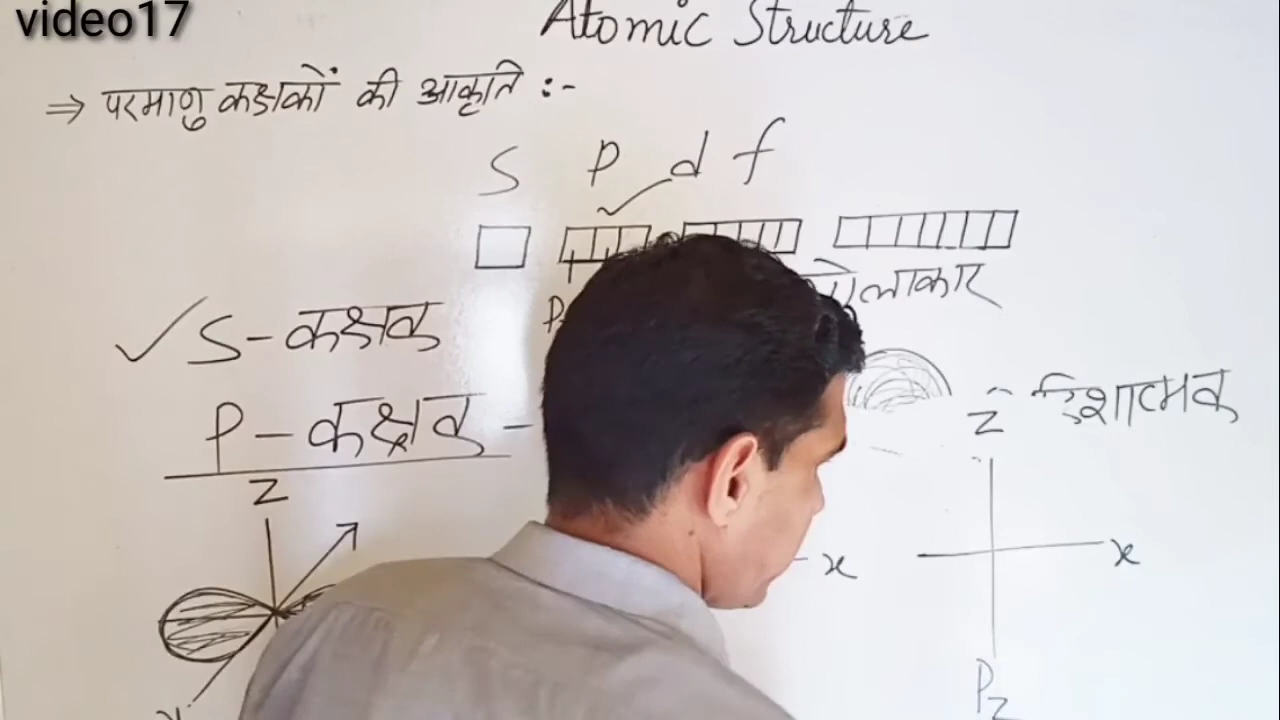 video17
Atomic Structure
⇒ परमाणु कक्षकों की आकृति :-
S P d f
✓ S-कक्षक
P-कक्षक -
दिशात्मक
Z
Z
x
x
Pz